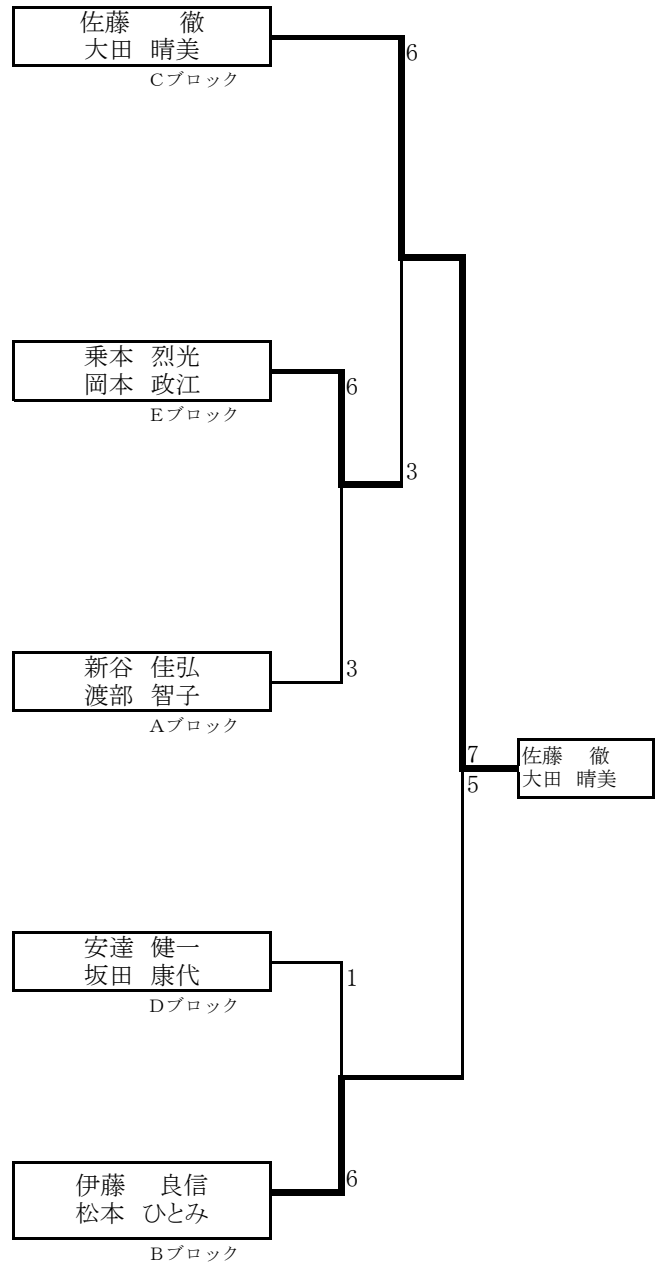 佐藤　　徹
大田　晴美
Cブロック
6
乗本　烈光
岡本　政江
Eブロック
6
3
新谷　佳弘
渡部　智子
Aブロック
3
7
5
佐藤　徹
大田　晴美
安達　健一
坂田　康代
Dブロック
1
伊藤　良信
松本　ひとみ
Bブロック
6